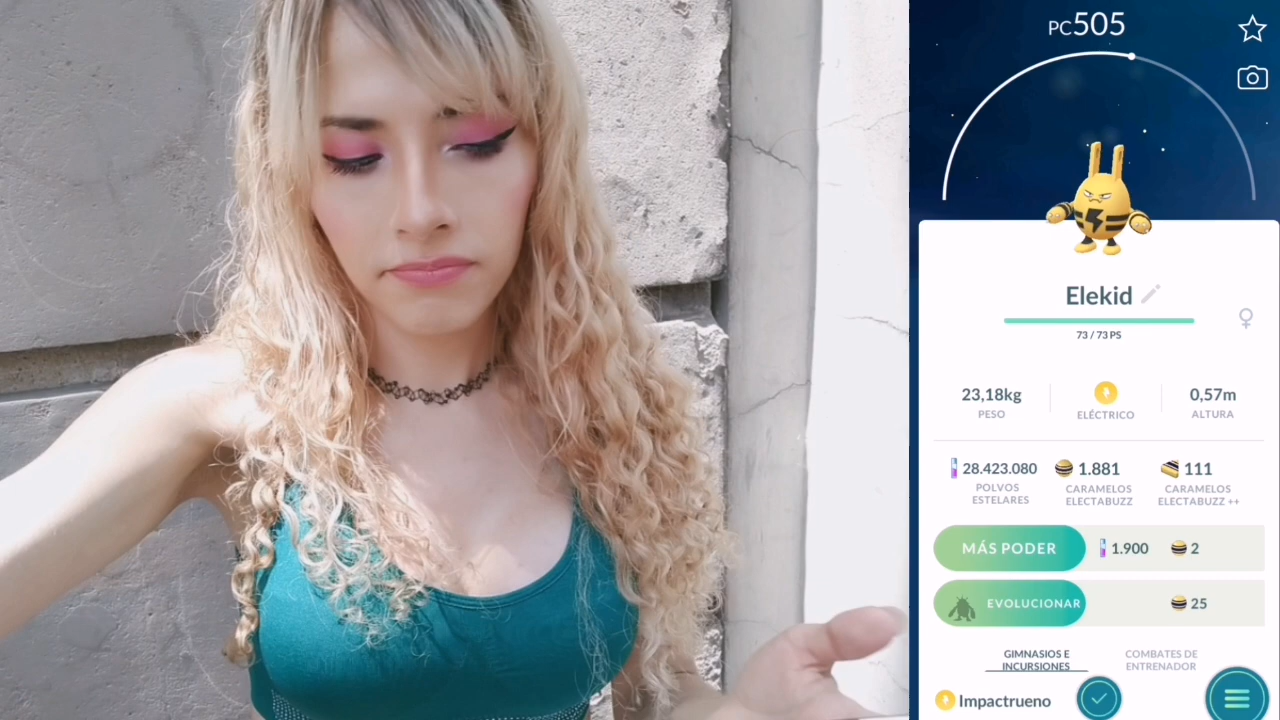 PC505
Elekid
73 / 73 PS
23,18kg
PESO
ELÉCTRICO
0,57m
ALTURA
28.423.080
POLVOS
ESTELARES
1.881
CARAMELOS
ELECTABUZZ
111
CARAMELOS
ELECTABUZZ ++
MÁS PODER
1.900
2
EVOLUCIONAR
25
GIMNASIOS E
INCURSIONES
COMBATES DE
ENTRENADOR
Impactrueno